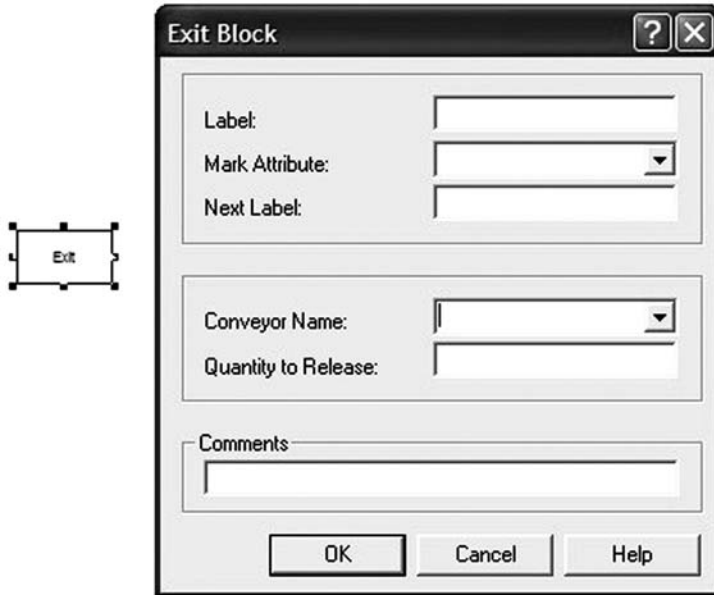 Exit Block
Label:
Mark Attribute:
Next Label:
Exit
Conveyor Name:
Quantity to Release:
Comments
OK Cancel Help